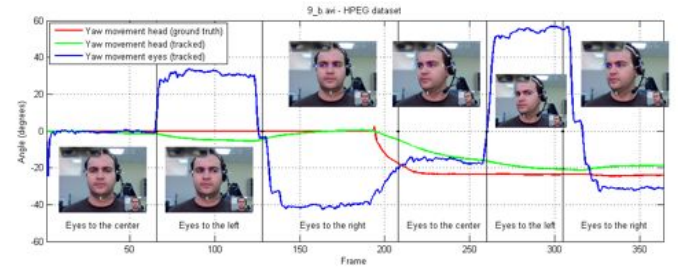 9_b.avi - HPEG dataset
Yaw movement head (ground truth)
Yaw movement head (tracked)
Yaw movement eyes (tracked)
Angle (degrees)
60
40
20
0
-20
-40
-60
Eyes to the center
Eyes to the left
Eyes to the right
Eyes to the center
Eyes to the left
Eyes to the right
50
100
150
200
250
300
350
Frame